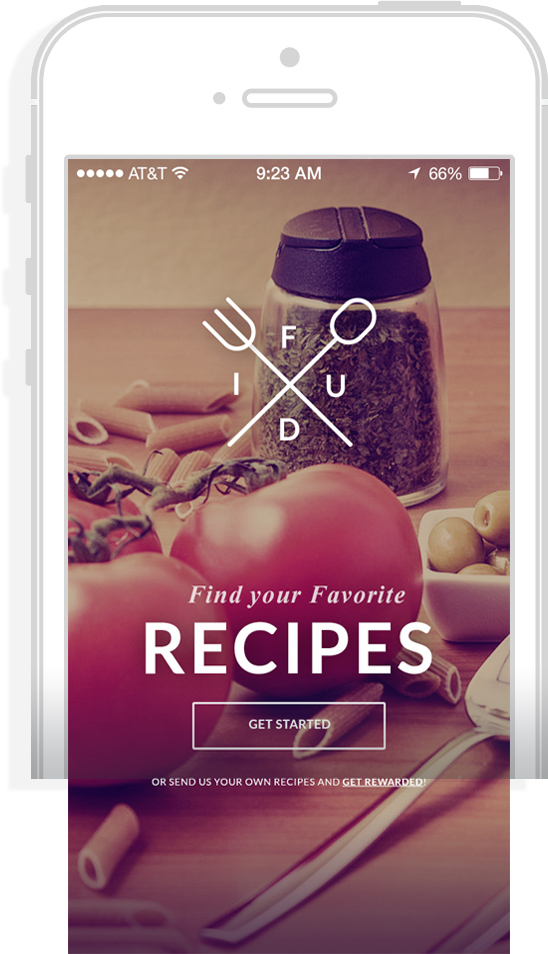 AT&T 9:23 AM 66%
F
I U
D
Find your Favorite
RECIPES
GET STARTED
OR SEND US YOUR OWN RECIPES AND GET REWARDED!